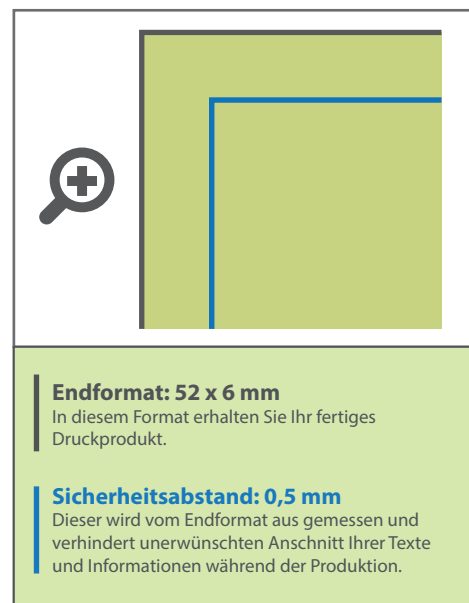 Endformat: 52 x 6 mm
In diesem Format erhalten Sie Ihr fertiges
Druckprodukt.
Sicherheitsabstand: 0,5 mm
Dieser wird vom Endformat aus gemessen und
verhindert unerwünschten Anschnitt Ihrer Texte
und Informationen während der Produktion.